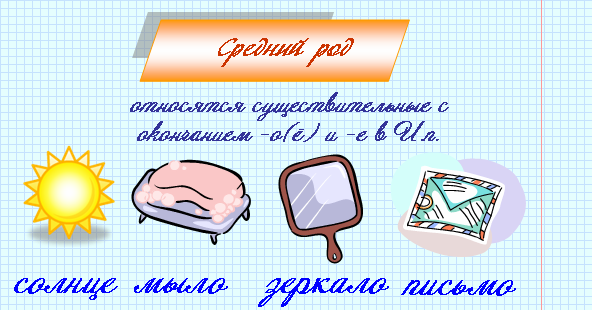 Средний род
относятся существительные с
окончанием -о(ё) и -е в И.п.
солнце мыло зеркало письмо